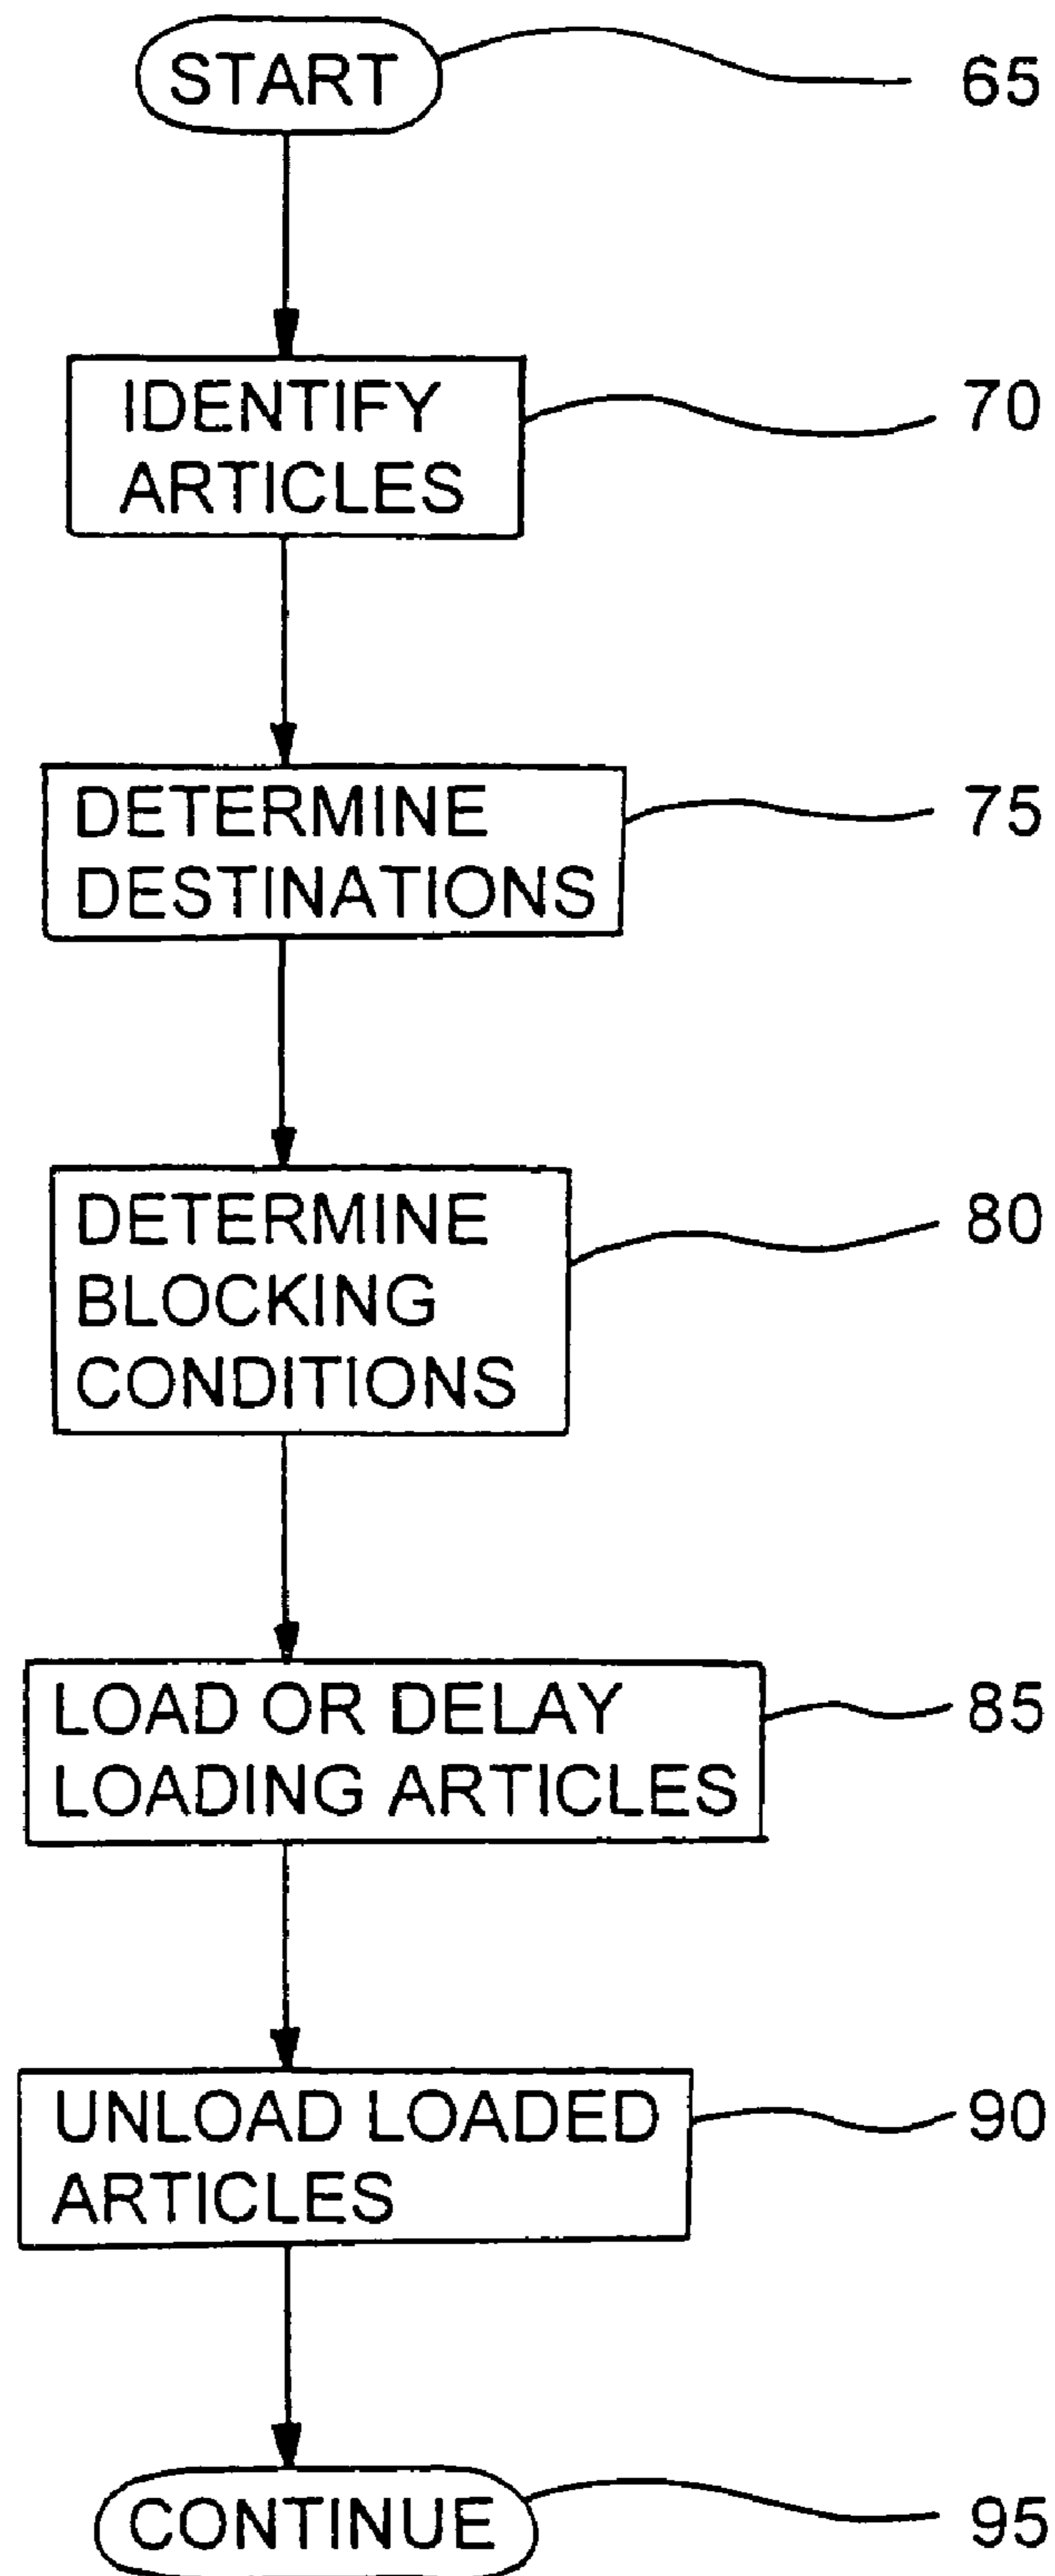 START
65
IDENTIFY
ARTICLES
70
DETERMINE
DESTINATIONS
75
DETERMINE
BLOCKING
CONDITIONS
80
LOAD OR DELAY
LOADING ARTICLES
85
UNLOAD LOADED
ARTICLES
90
CONTINUE
95